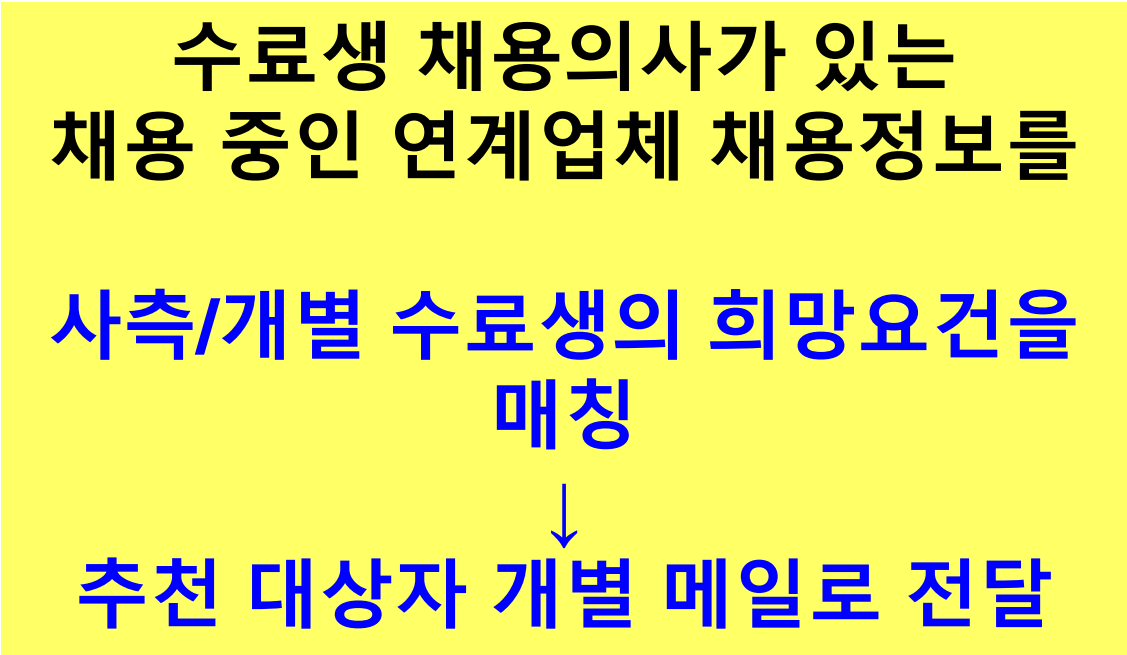 수료생 채용의사가 있는
채용 중인 연계업체 채용정보를
사측/개별 수료생의 희망요건을
매칭
↓
추천 대상자 개별 메일로 전달